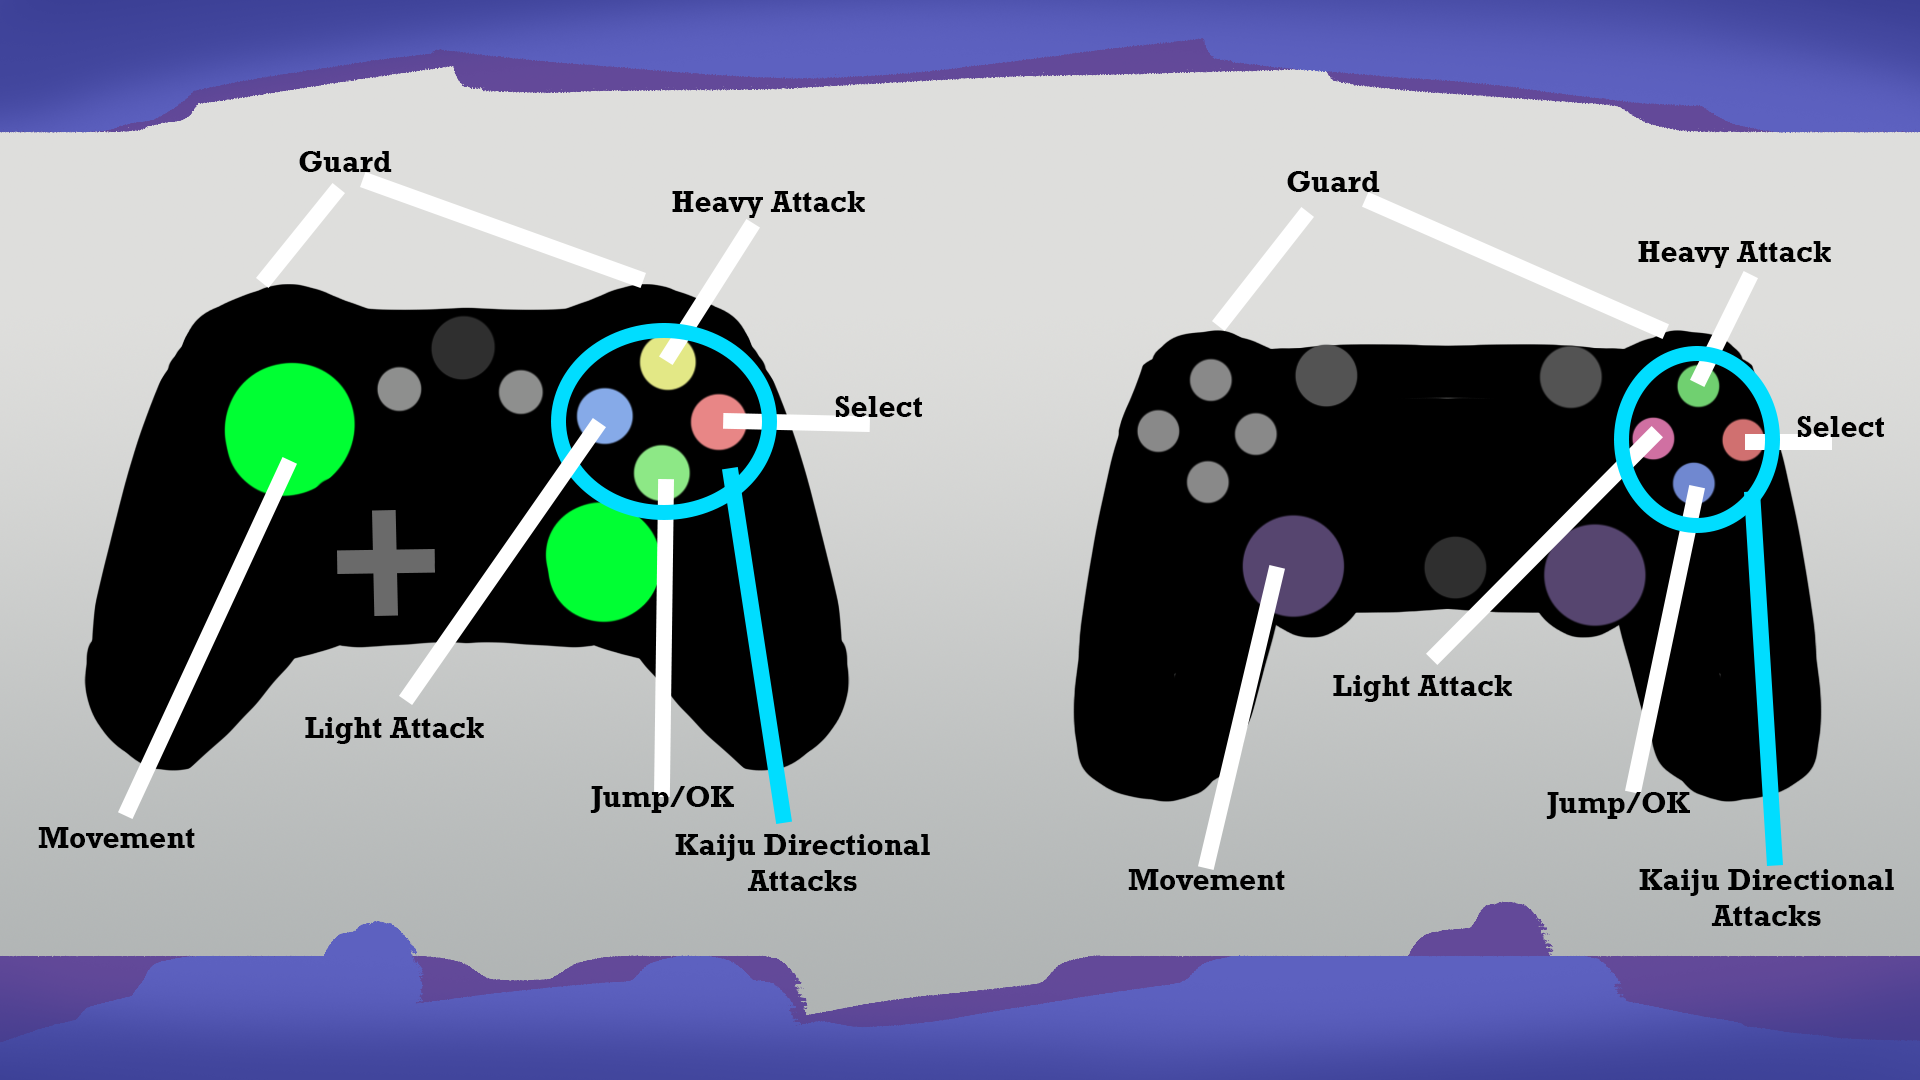 Guard
Heavy Attack
Select
Light Attack
Jump/OK
Movement
Kaiju Directional
Attacks
Guard
Heavy Attack
Select
Light Attack
Jump/OK
Movement
Kaiju Directional
Attacks